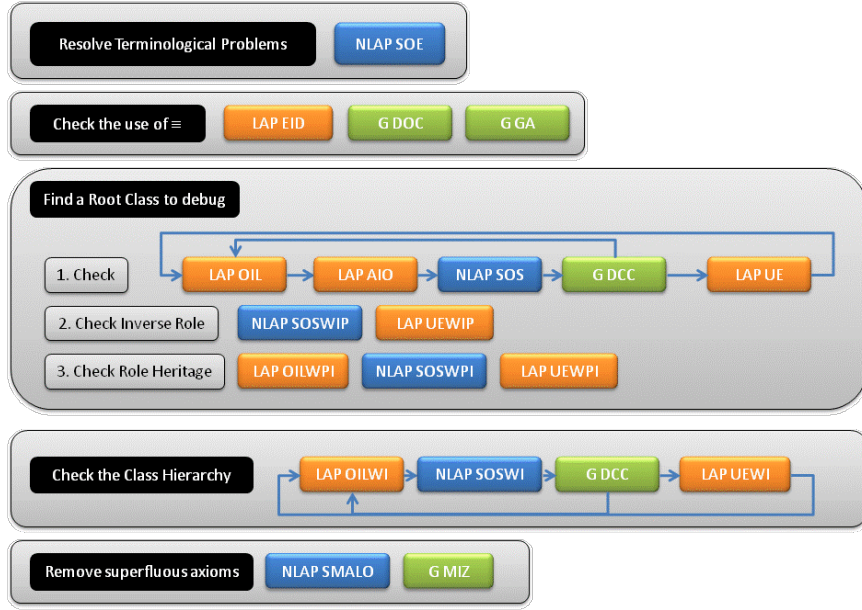 Resolve Terminological Problems NLAP SOE
Check the use of ≡ LAP EID G DOC G GA
Find a Root Class to debug
1. Check LAP OIL LAP AIO NLAP SOS G DCC LAP UE
2. Check Inverse Role NLAP SOSWIP LAP UEWIP
3. Check Role Heritage LAP OILWPI NLAP SOSWPI LAP UEWPI
Check the Class Hierarchy LAP OILWI NLAP SOSWI G DCC LAP UEWI
Remove superfluous axioms NLAP SMALO G MIZ